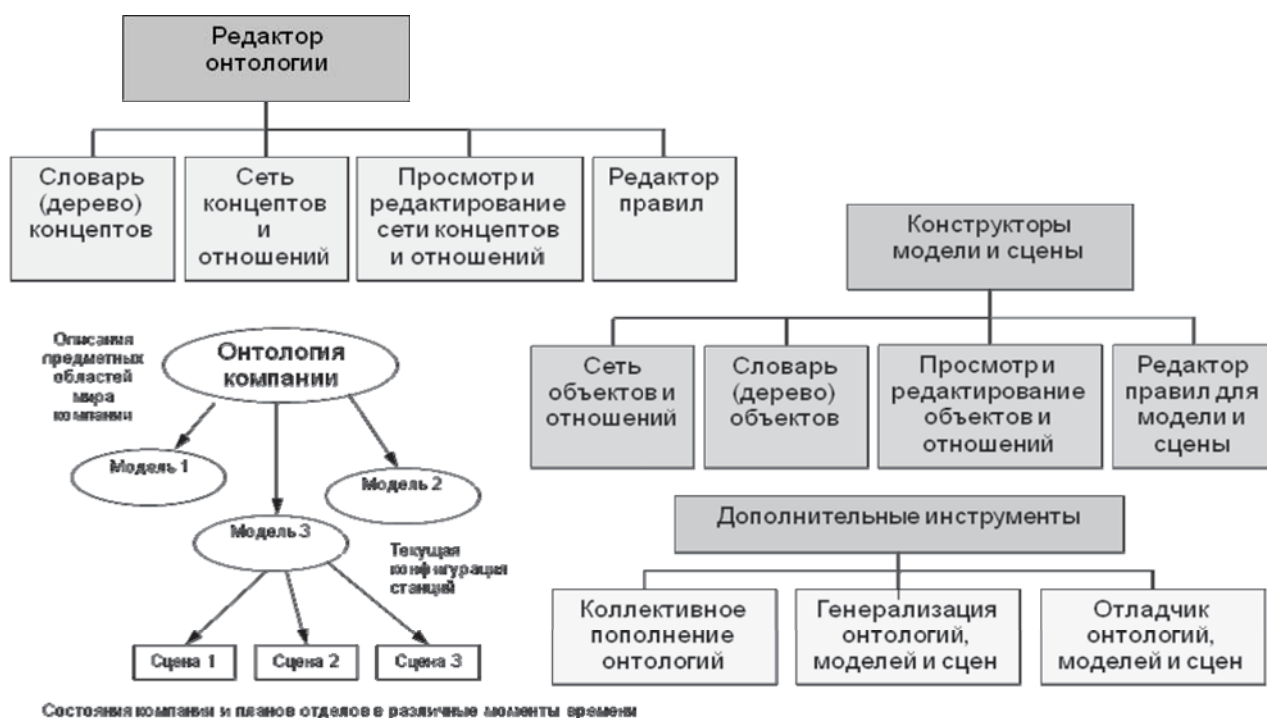 Редактор
онтологии
Словарь
(дерево)
концептов
Сеть
концептов
и
отношений
Просмотр и
редактирование
сети концептов
и отношений
Редактор
правил
Конструкторы
модели и сцены
Сеть
объектов и
отношений
Словарь
(дерево)
объектов
Просмотр и
редактирование
объектов и
отношений
Редактор
правил для
модели и
сцены
Описания
предметных
областей
мира
компании
Онтология
компании
Модель 1
Модель 2
Модель 3
Текущая
конфигурация
станций
Сцена 1
Сцена 2
Сцена 3
Состояния компании и планов отделов в различные моменты времени
Дополнительные инструменты
Коллективное
пополнение
онтологий
Генерализация
онтологий,
моделей и сцен
Отладчик
онтологий,
моделей и сцен